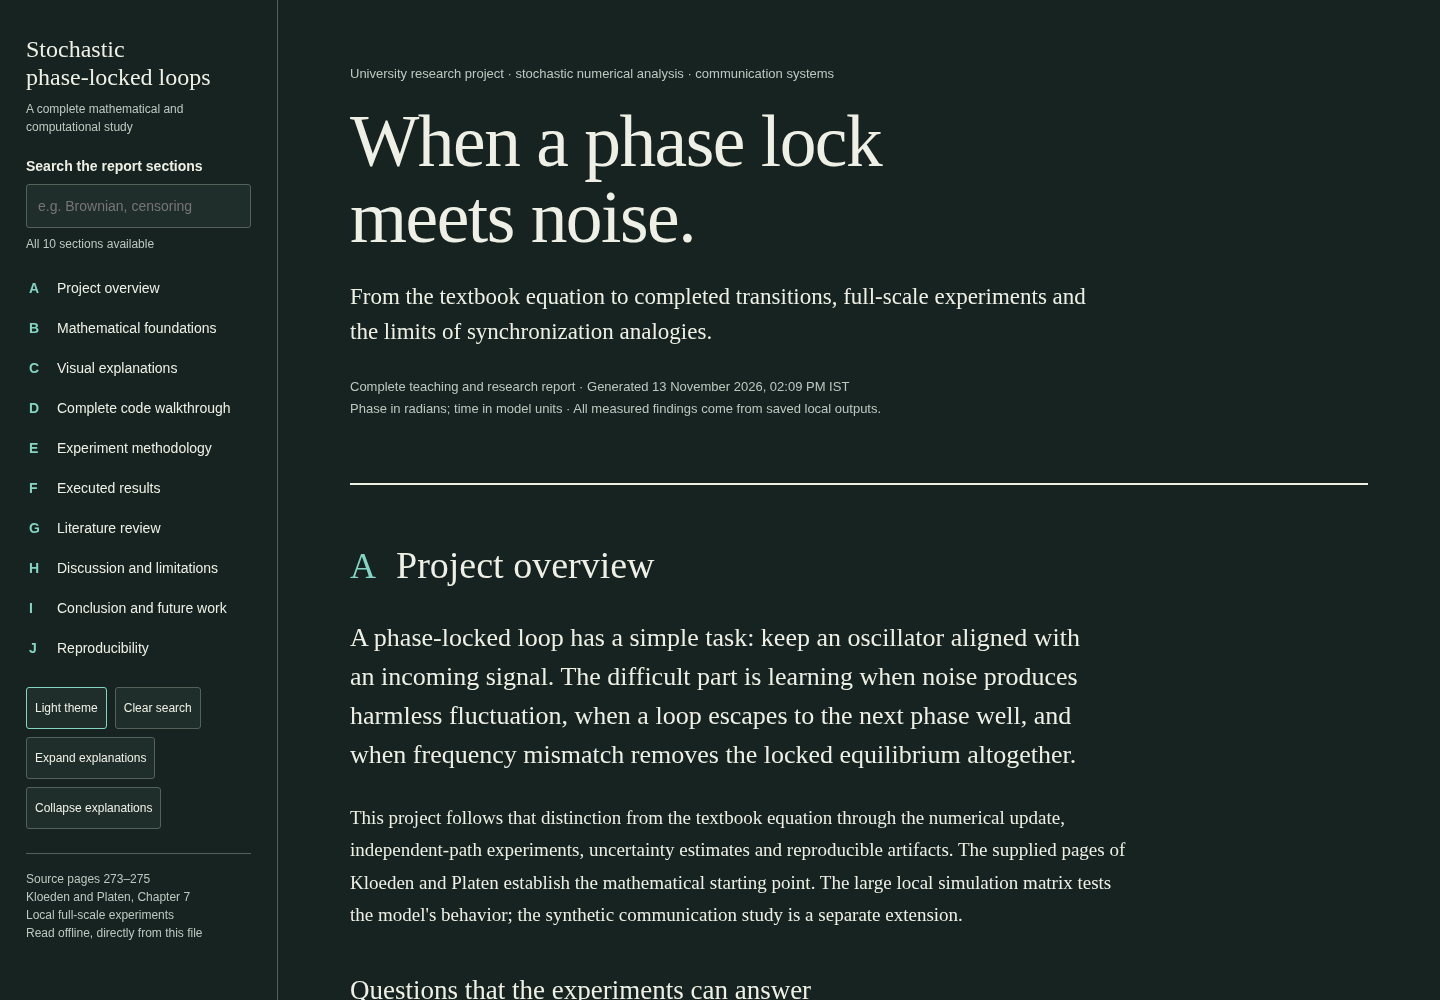 Stochastic
phase-locked loops
A complete mathematical and
computational study
Search the report sections
e.g. Brownian, censoring
All 10 sections available
A Project overview
B Mathematical foundations
C Visual explanations
D Complete code walkthrough
E Experiment methodology
F Executed results
G Literature review
H Discussion and limitations
I Conclusion and future work
J Reproducibility
Light theme Clear search
Expand explanations
Collapse explanations
Source pages 273–275
Kloeden and Platen, Chapter 7
Local full-scale experiments
Read offline, directly from this file
University research project · stochastic numerical analysis · communication systems
When a phase lock
meets noise.
From the textbook equation to completed transitions, full-scale experiments and
the limits of synchronization analogies.
Complete teaching and research report · Generated 13 November 2026, 02:09 PM IST
Phase in radians; time in model units · All measured findings come from saved local outputs.
A Project overview
A phase-locked loop has a simple task: keep an oscillator aligned with
an incoming signal. The difficult part is learning when noise produces
harmless fluctuation, when a loop escapes to the next phase well, and
when frequency mismatch removes the locked equilibrium altogether.
This project follows that distinction from the textbook equation through the numerical update,
independent-path experiments, uncertainty estimates and reproducible artifacts. The supplied pages of
Kloeden and Platen establish the mathematical starting point. The large local simulation matrix tests
the model's behavior; the synthetic communication study is a separate extension.
Questions that the experiments can answer